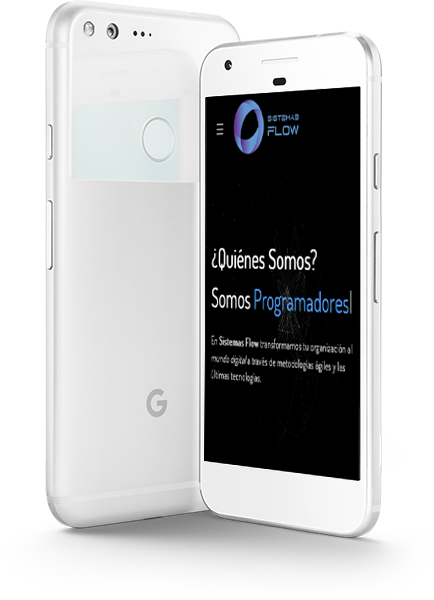 SISTEMAS
FLOW
¿Quiénes Somos?
Somos Programadores|
En Sistemas Flow transformamos tu organización al
mundo digital a través de metodologías ágiles y las
últimas tecnologías.
G